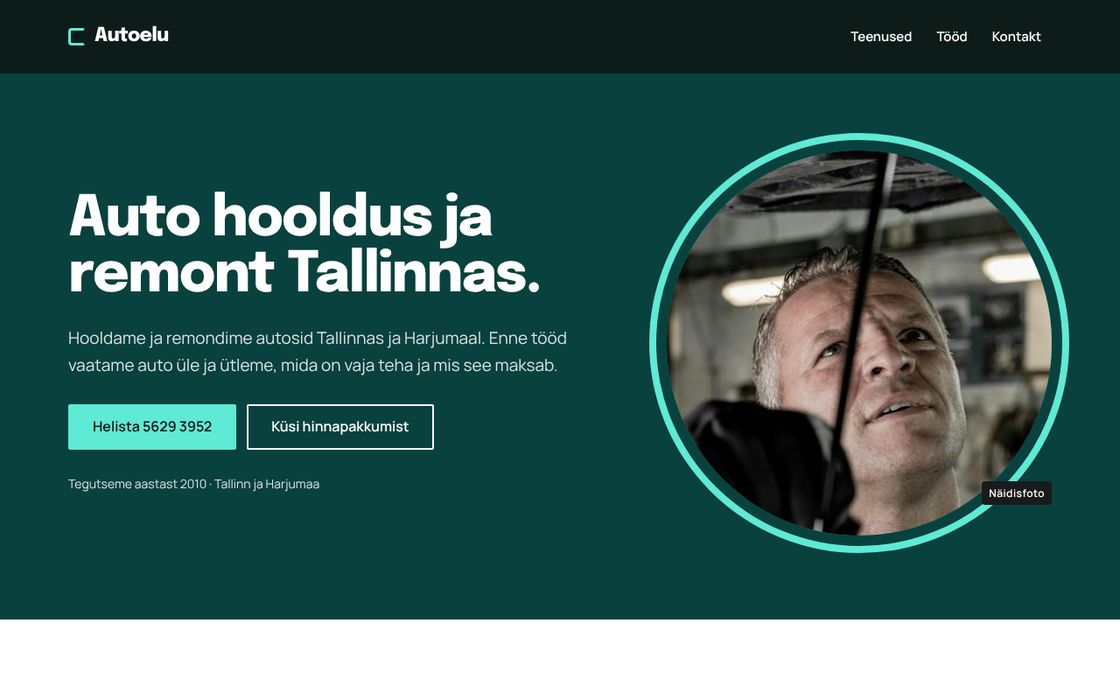 Autoelu
Teenused
Tööd
Kontakt
Auto hooldus ja
remont Tallinnas.
Hooldame ja remondime autosid Tallinnas ja Harjumaal. Enne tööd
vaatame auto üle ja ütleme, mida on vaja teha ja mis see maksab.
Helista 5629 3952
Küsi hinnapakkumist
Tegutseme aastast 2010 · Tallinn ja Harjumaa
Näidisfoto